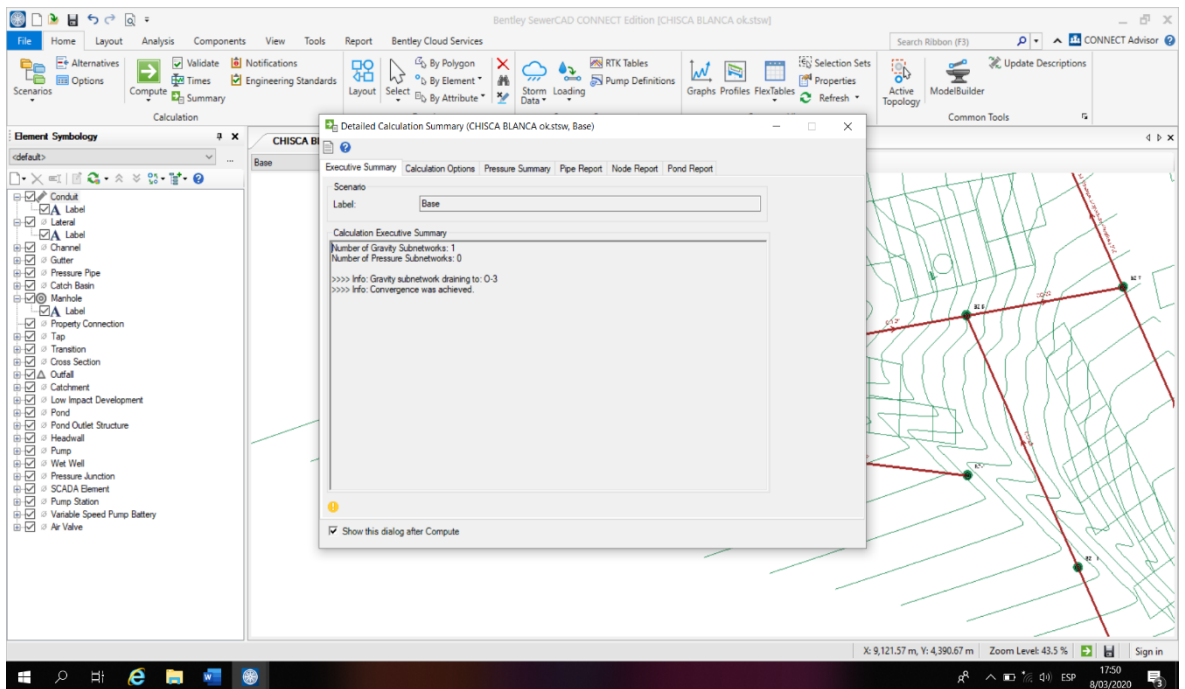 Bentley SewerCAD CONNECT Edition [CHISCA BLANCA ok.stsw]
File Home Layout Analysis Components View Tools Report Bentley Cloud Services
Search Ribbon (F3) CONNECT Advisor
Scenarios
Alternatives
Options
Compute
Validate
Times
Summary
Notifications
Engineering Standards
Calculation
Layout
Select
By Polygon
By Element
By Attribute
Storm Data
Loading
RTK Tables
Pump Definitions
Graphs Profiles FlexTables
Selection Sets
Properties
Refresh
Active Topology
ModelBuilder
Update Descriptions
Common Tools
Element Symbology
<default>
Conduit
Label
Lateral
Label
Channel
Gutter
Pressure Pipe
Catch Basin
Manhole
Label
Property Connection
Tap
Transition
Cross Section
Outfall
Catchment
Low Impact Development
Pond
Pond Outlet Structure
Headwall
Pump
Wet Well
Pressure Junction
SCADA Element
Pump Station
Variable Speed Pump Battery
Air Valve
CHISCA B
Base
Detailed Calculation Summary (CHISCA BLANCA ok.stsw, Base)
Executive Summary Calculation Options Pressure Summary Pipe Report Node Report Pond Report
Scenario
Label: Base
Calculation Executive Summary
Number of Gravity Subnetworks: 1
Number of Pressure Subnetworks: 0
>>>> Info: Gravity subnetwork draining to: O-3
>>>> Info: Convergence was achieved.
Show this dialog after Compute
X: 9,121.57 m, Y: 4,390.67 m Zoom Level: 43.5 % Sign in
ESP
17:50
8/03/2020